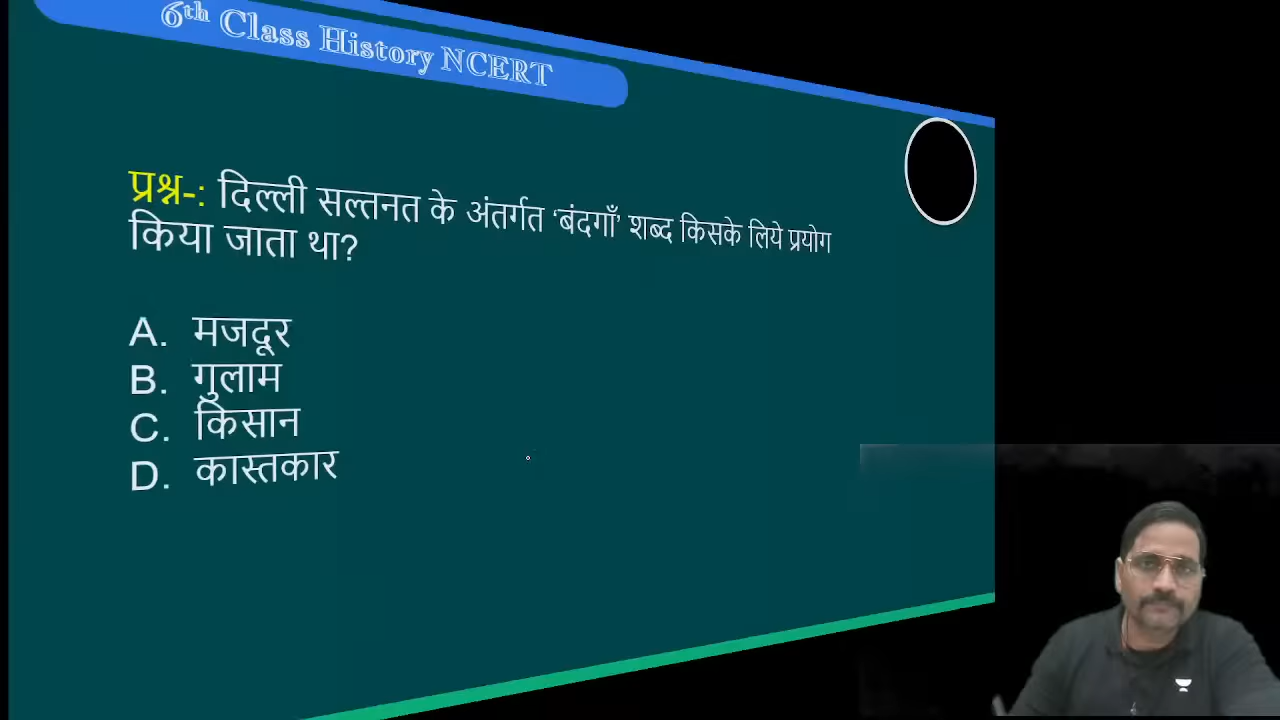 6th Class History NCERT
प्रश्न-: दिल्ली सल्तनत के अंतर्गत ‘बंदगाँ’ शब्द किसके लिये प्रयोग
किया जाता था?
A. मजदूर
B. गुलाम
C. किसान
D. कास्तकार